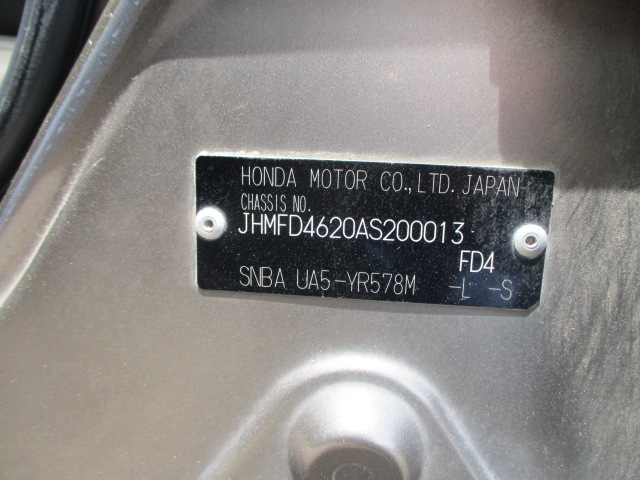 HONDA MOTOR CO.,LTD. JAPAN
CHASSIS NO.
JHMFD4620AS200013
FD4
SNBA UA5-YR578M -L -S